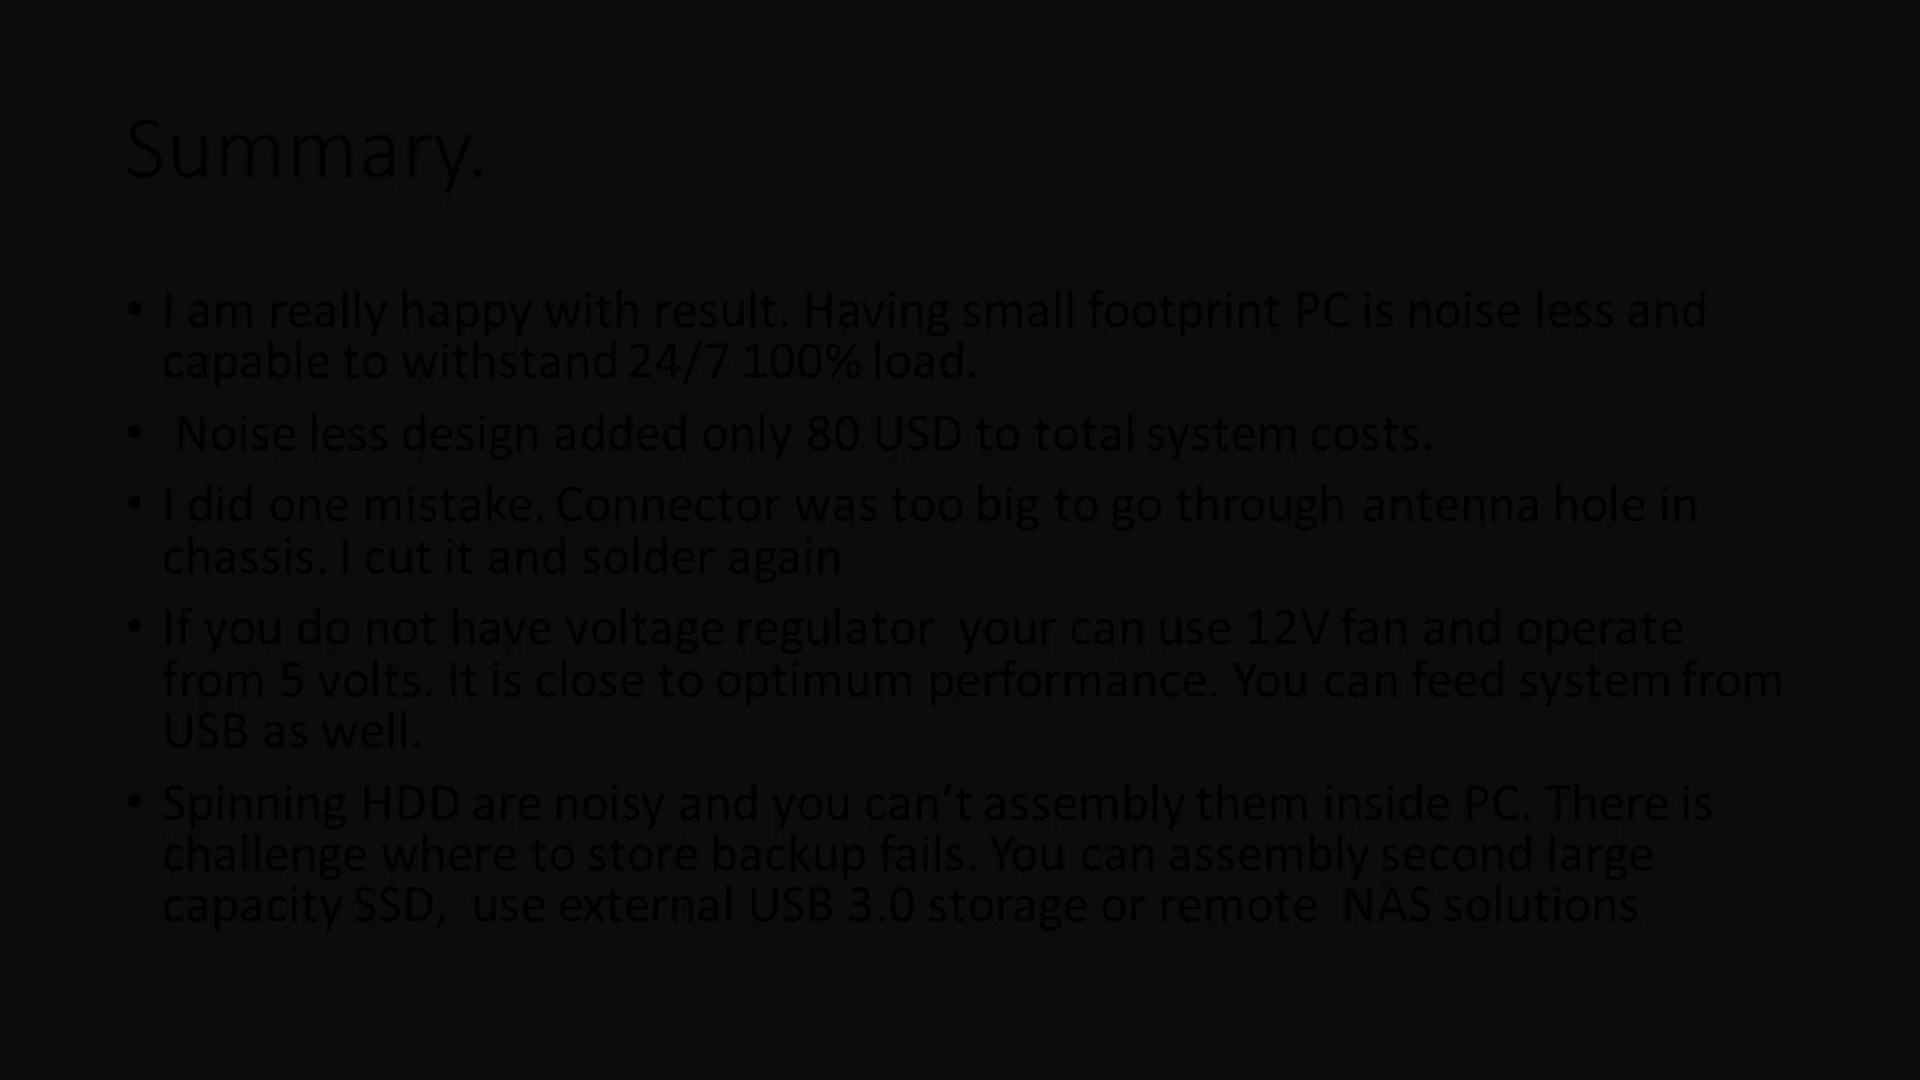 Summary.
• I am really happy with result. Having small footprint PC is noise less and
capable to withstand 24/7 100% load.
• Noise less design added only 80 USD to total system costs.
• I did one mistake. Connector was too big to go through antenna hole in
chassis. I cut it and solder again
• If you do not have voltage regulator  your can use 12V fan and operate
from 5 volts. It is close to optimum performance. You can feed system from
USB as well.
• Spinning HDD are noisy and you can’t assembly them inside PC. There is
challenge where to store backup fails. You can assembly second large
capacity SSD,  use external USB 3.0 storage or remote  NAS solutions